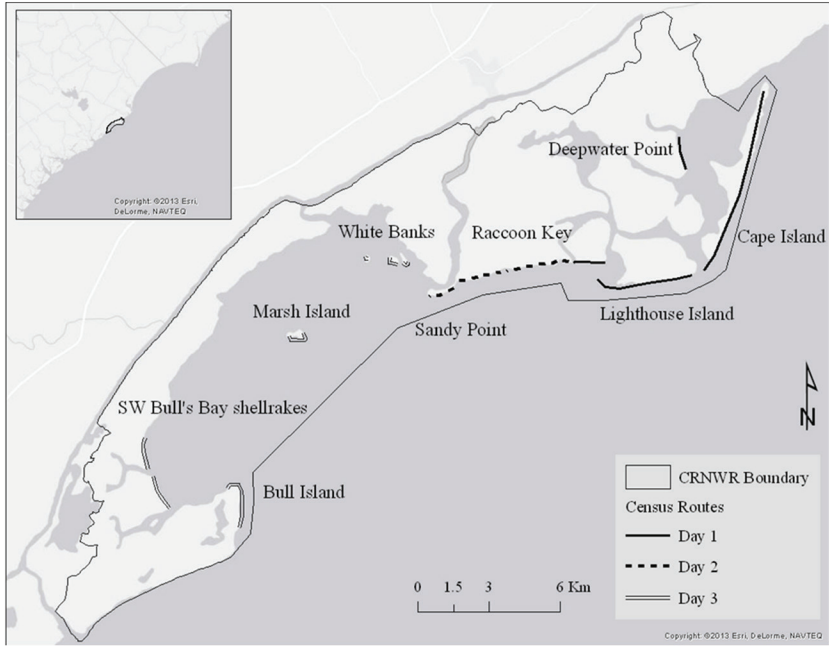 Copyright: ©2013 Esri,
DeLorme, NAVTEQ
Deepwater Point
White Banks
Raccoon Key
Cape Island
Marsh Island
Lighthouse Island
Sandy Point
SW Bull's Bay shellrakes
Bull Island
N
CRNWR Boundary
Census Routes
Day 1
Day 2
Day 3
0 1.5 3 6 Km
Copyright: ©2013 Esri, DeLorme, NAVTEQ